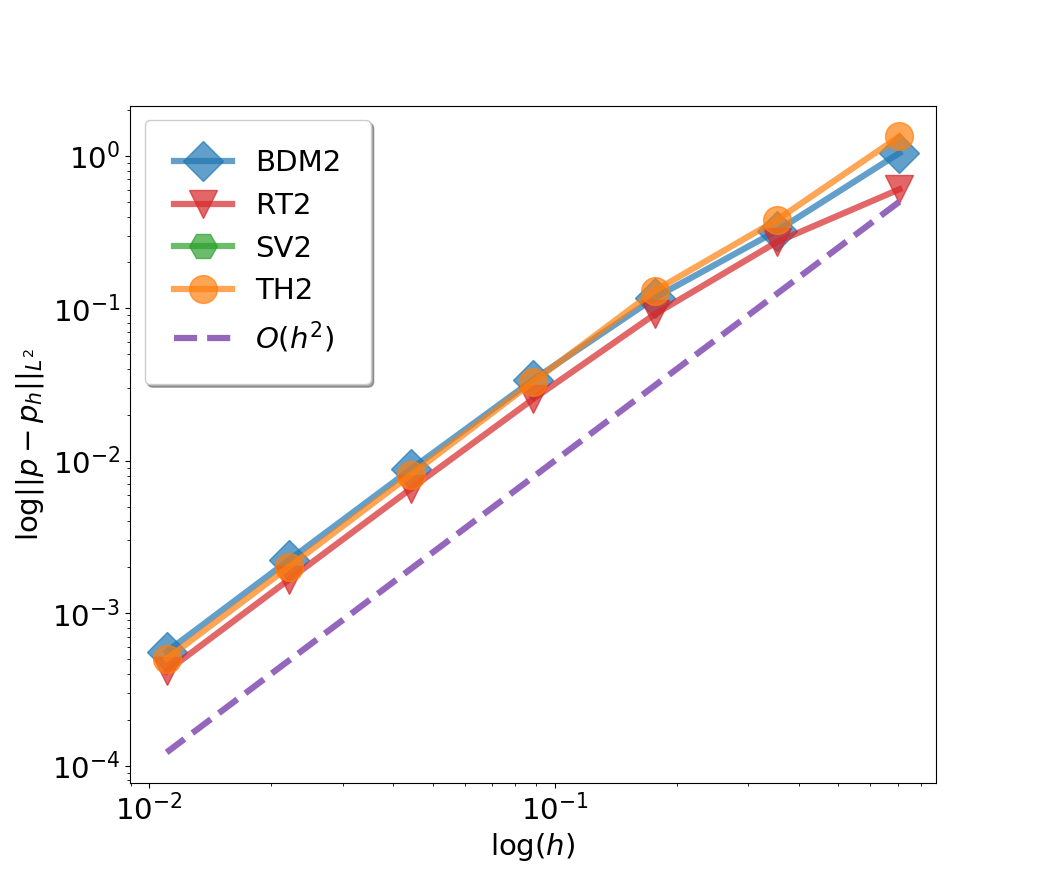 BDM2
RT2
SV2
TH2
O(h²)
10⁰
10⁻¹
10⁻²
10⁻³
10⁻⁴
log||p − pₕ||_{L²}
10⁻² 10⁻¹
log(h)